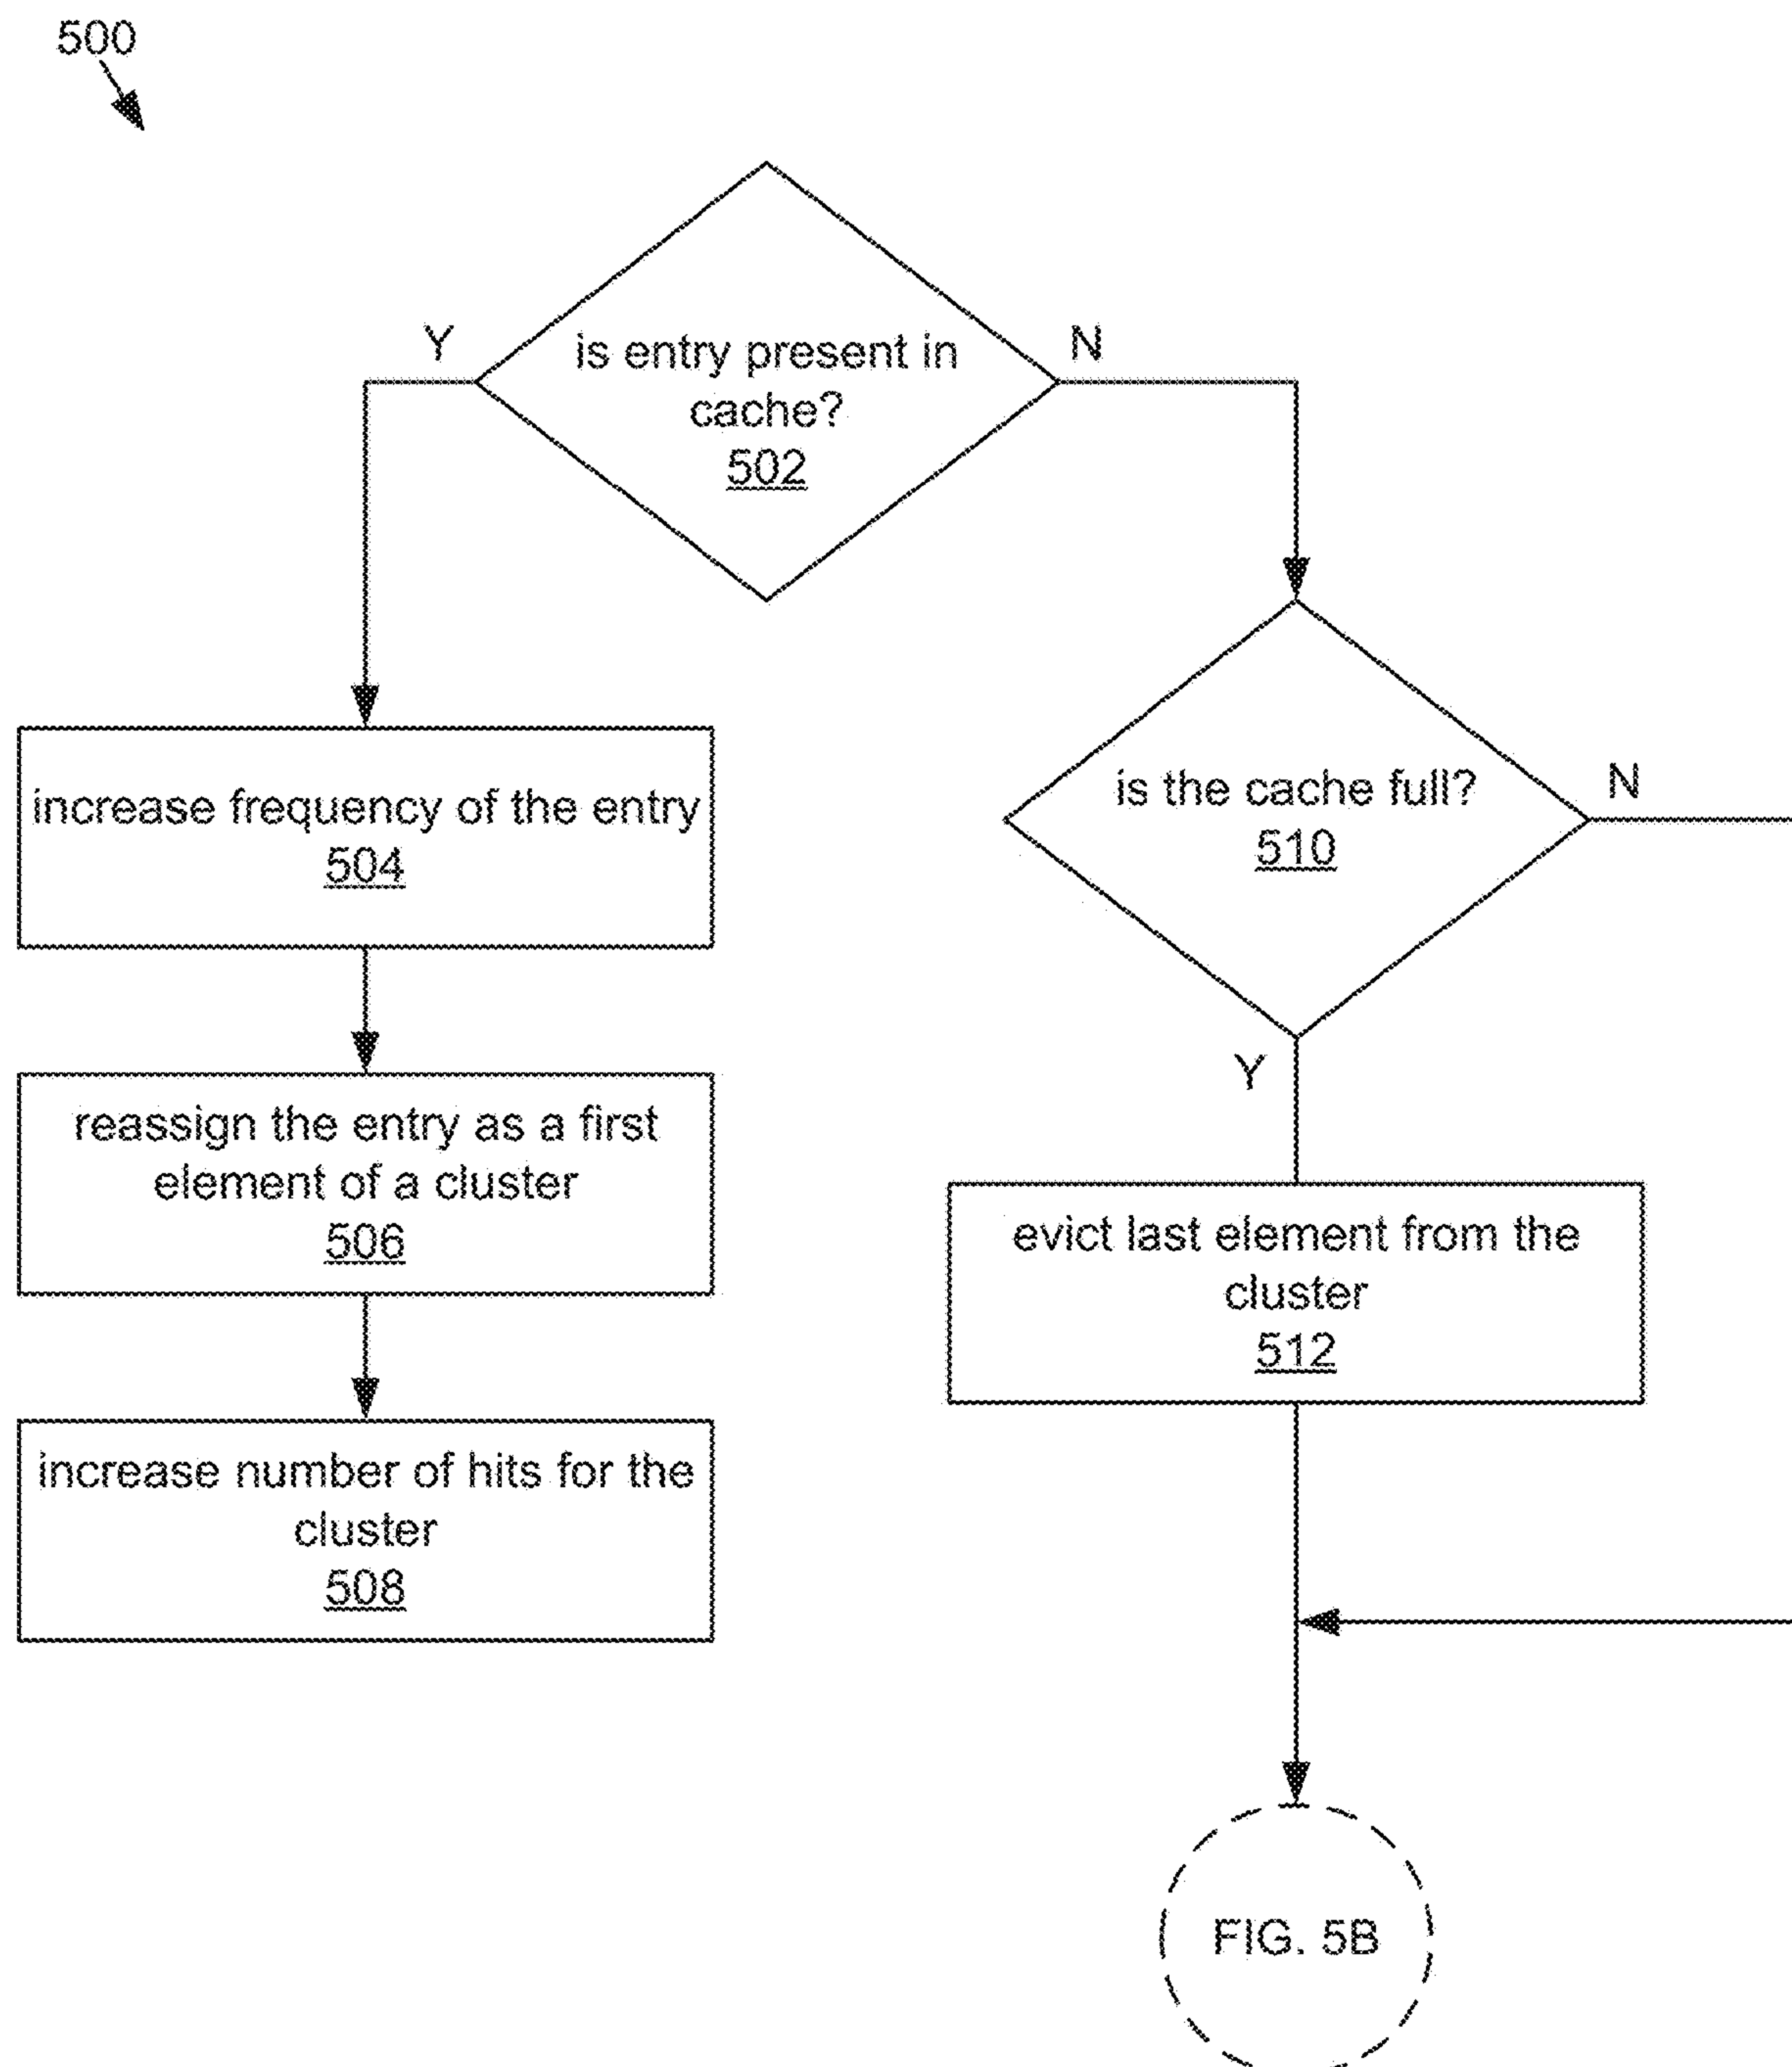 500
Y
N
is entry present in
cache?
502
increase frequency of the entry
504
is the cache full?
510
N
Y
reassign the entry as a first
element of a cluster
506
evict last element from the
cluster
512
increase number of hits for the
cluster
508
FIG. 5B